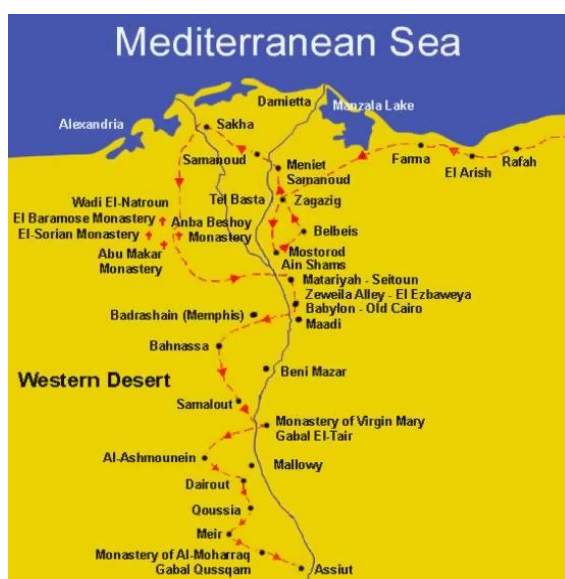 Mediterranean Sea
Damietta
Manzala Lake
Alexandria
Sakha
Samanoud
Meniet
Samanoud
Farma
El Arish
Rafah
Wadi El-Natroun
El Baramose Monastery
El-Sorian Monastery
Anba Beshoy
Monastery
Abu Makar
Monastery
Tel Basta
Zagazig
Belbeis
Mostorod
Ain Shams
Matariyah - Seitoun
Zeweila Alley - El Ezbaweya
Babylon - Old Cairo
Maadi
Badrashain (Memphis)
Bahnassa
Beni Mazar
Western Desert
Samalout
Monastery of Virgin Mary
Gabal El-Tair
Al-Ashmounein
Mallowy
Dairout
Qoussia
Meir
Monastery of Al-Moharraq
Gabal Qussqam
Assiut